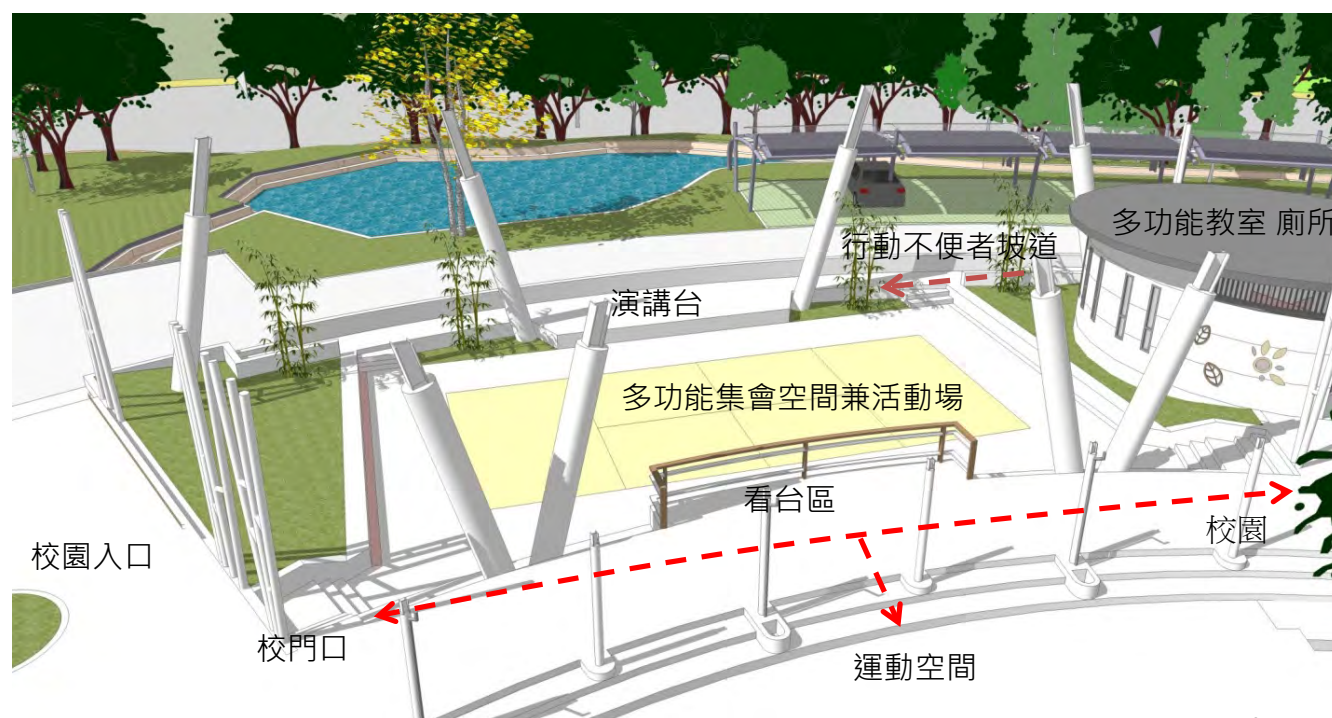 多功能教室 廁所
行動不便者坡道
演講台
多功能集會空間兼活動場
看台區
校園
校園入口
校門口
運動空間